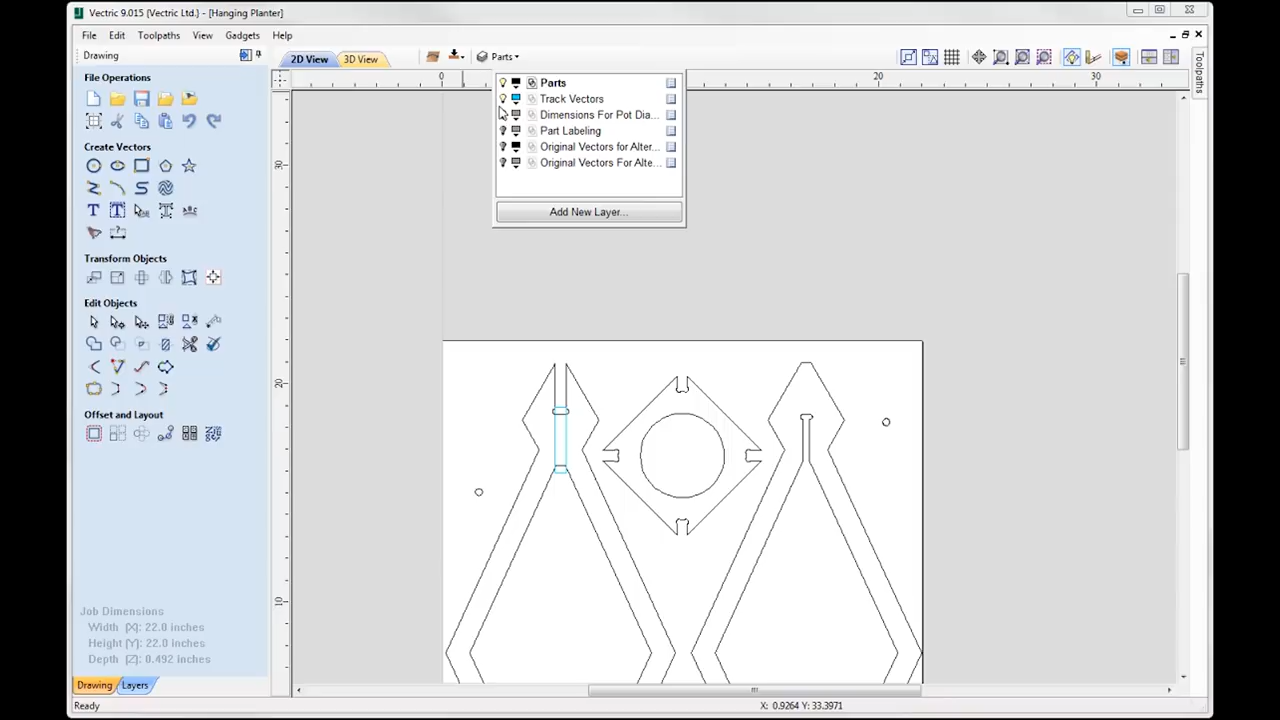 Vectric 9.015 {Vectric Ltd.} - [Hanging Planter]
File Edit Toolpaths View Gadgets Help
Drawing
2D View 3D View Parts
File Operations
Create Vectors
Transform Objects
Edit Objects
Offset and Layout
Job Dimensions
Width [X]: 22.0 inches
Height [Y]: 22.0 inches
Depth [Z]: 0.492 inches
Drawing Layers
Ready
X: 0.9264 Y: 33.3971
0 20 30
30
20
10
Parts
Track Vectors
Dimensions For Pot Dia...
Part Labeling
Original Vectors for Alter...
Original Vectors For Alte...
Add New Layer...
Toolpaths